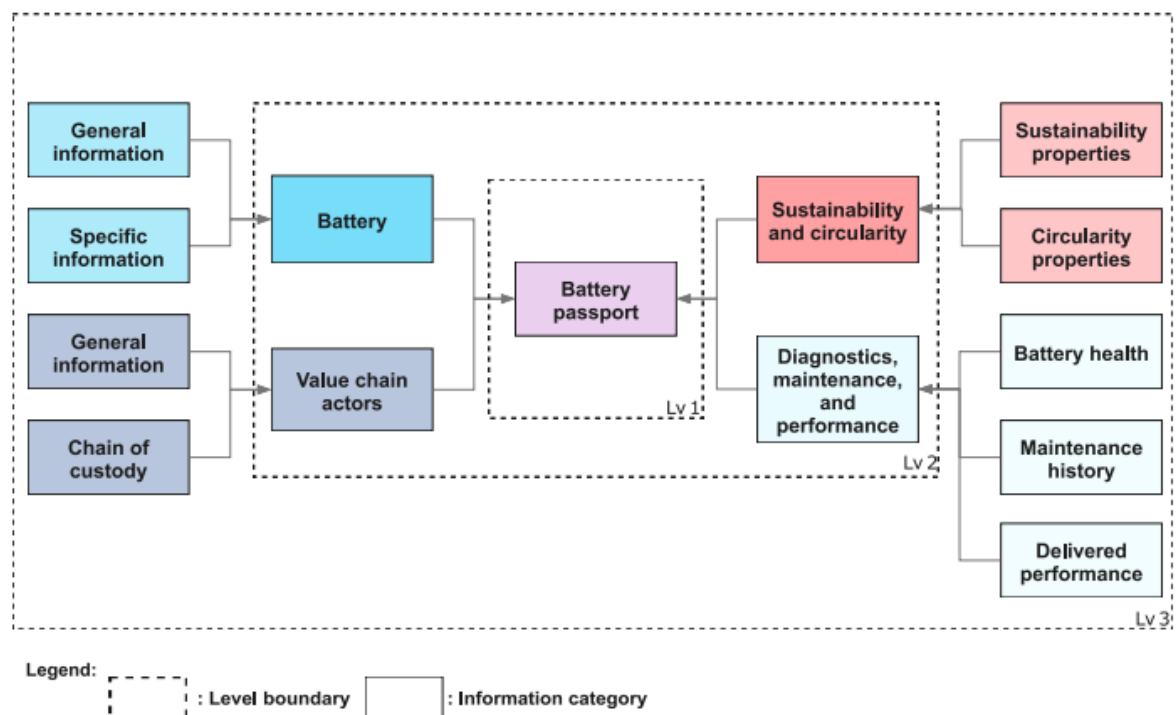 General
information
Specific
information
General
information
Chain of
custody
Battery
Value chain
actors
Battery
passport
Lv 1
Sustainability
and circularity
Diagnostics,
maintenance,
and
performance
Lv 2
Sustainability
properties
Circularity
properties
Battery health
Maintenance
history
Delivered
performance
Lv 3
Legend:
: Level boundary
: Information category